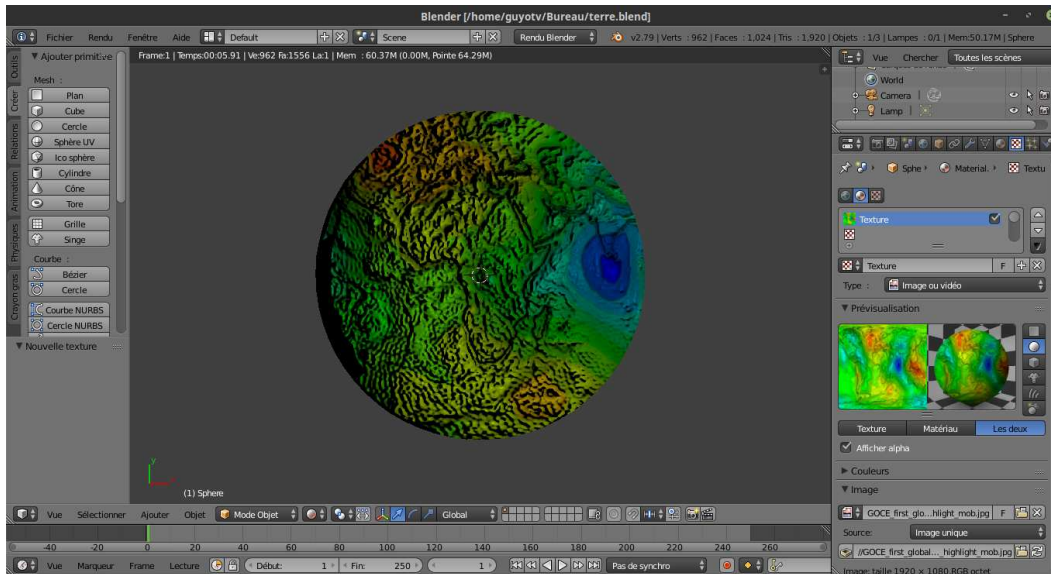 Blender [/home/guyotv/Bureau/terre.blend]
Fichier Rendu Fenêtre Aide Default Scene Rendu Blender v2.79 | Verts : 962 | Faces : 1,024 | Tris : 1,920 | Objets : 1/3 | Lampes : 0/1 | Mem:50.17M | Sphere
Frame:1 | Temps:00:05.91 | Ve:962 Fa:1556 La:1 | Mem : 60.37M (0.00M, Pointe 64.29M)
Outils
Créer
Relations
Animation
Physiques
Crayon gras
Ajouter primitive
Mesh :
Plan
Cube
Cercle
Sphère UV
Ico sphère
Cylindre
Cône
Tore
Grille
Singe
Courbe :
Bézier
Cercle
Courbe NURBS
Cercle NURBS
Nouvelle texture
y
(1) Sphere
Vue Sélectionner Ajouter Objet Mode Objet Global
-40 -20 0 20 40 60 80 100 120 140 160 180 200 220 240 260
Vue Marqueur Frame Lecture Début: 1 Fin: 250 1 Pas de synchro
Vue Chercher Toutes les scènes
World
Camera
Lamp
Sphe Material. Textu
Texture
Texture F
Type : Image ou vidéo
Prévisualisation
Texture Matériau Les deux
Afficher alpha
Couleurs
Image
GOCE_first_glo...hlight_mob.jpg F
Source: Image unique
//GOCE_first_global..._highlight_mob.jpg
Image: taille 1920 × 1080,RGB octet